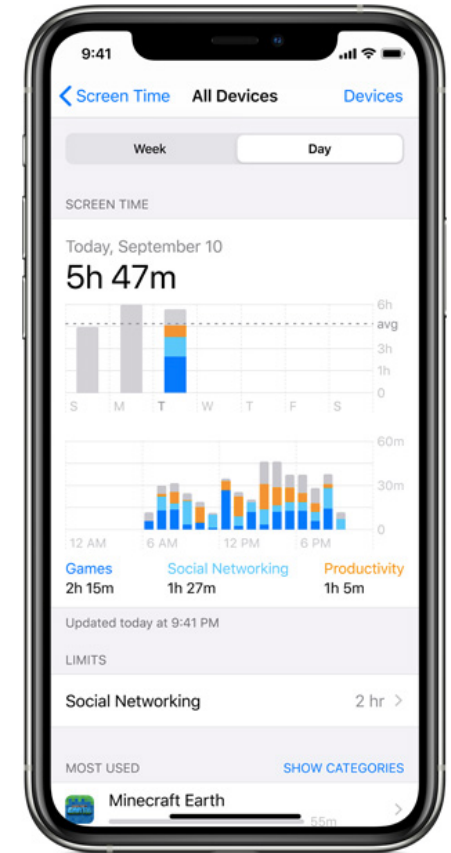 9:41
Screen Time All Devices Devices
Week Day
SCREEN TIME
Today, September 10
5h 47m
6h
avg
3h
1h
0
S M T W T F S
60m
30m
0
12 AM 6 AM 12 PM 6 PM
Games Social Networking Productivity
2h 15m 1h 27m 1h 5m
Updated today at 9:41 PM
LIMITS
Social Networking 2 hr
MOST USED SHOW CATEGORIES
Minecraft Earth
55m